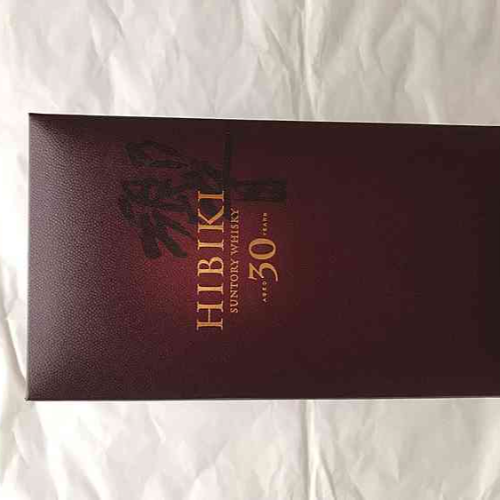 響
HIBIKI
SUNTORY WHISKY
AGED 30 YEARS